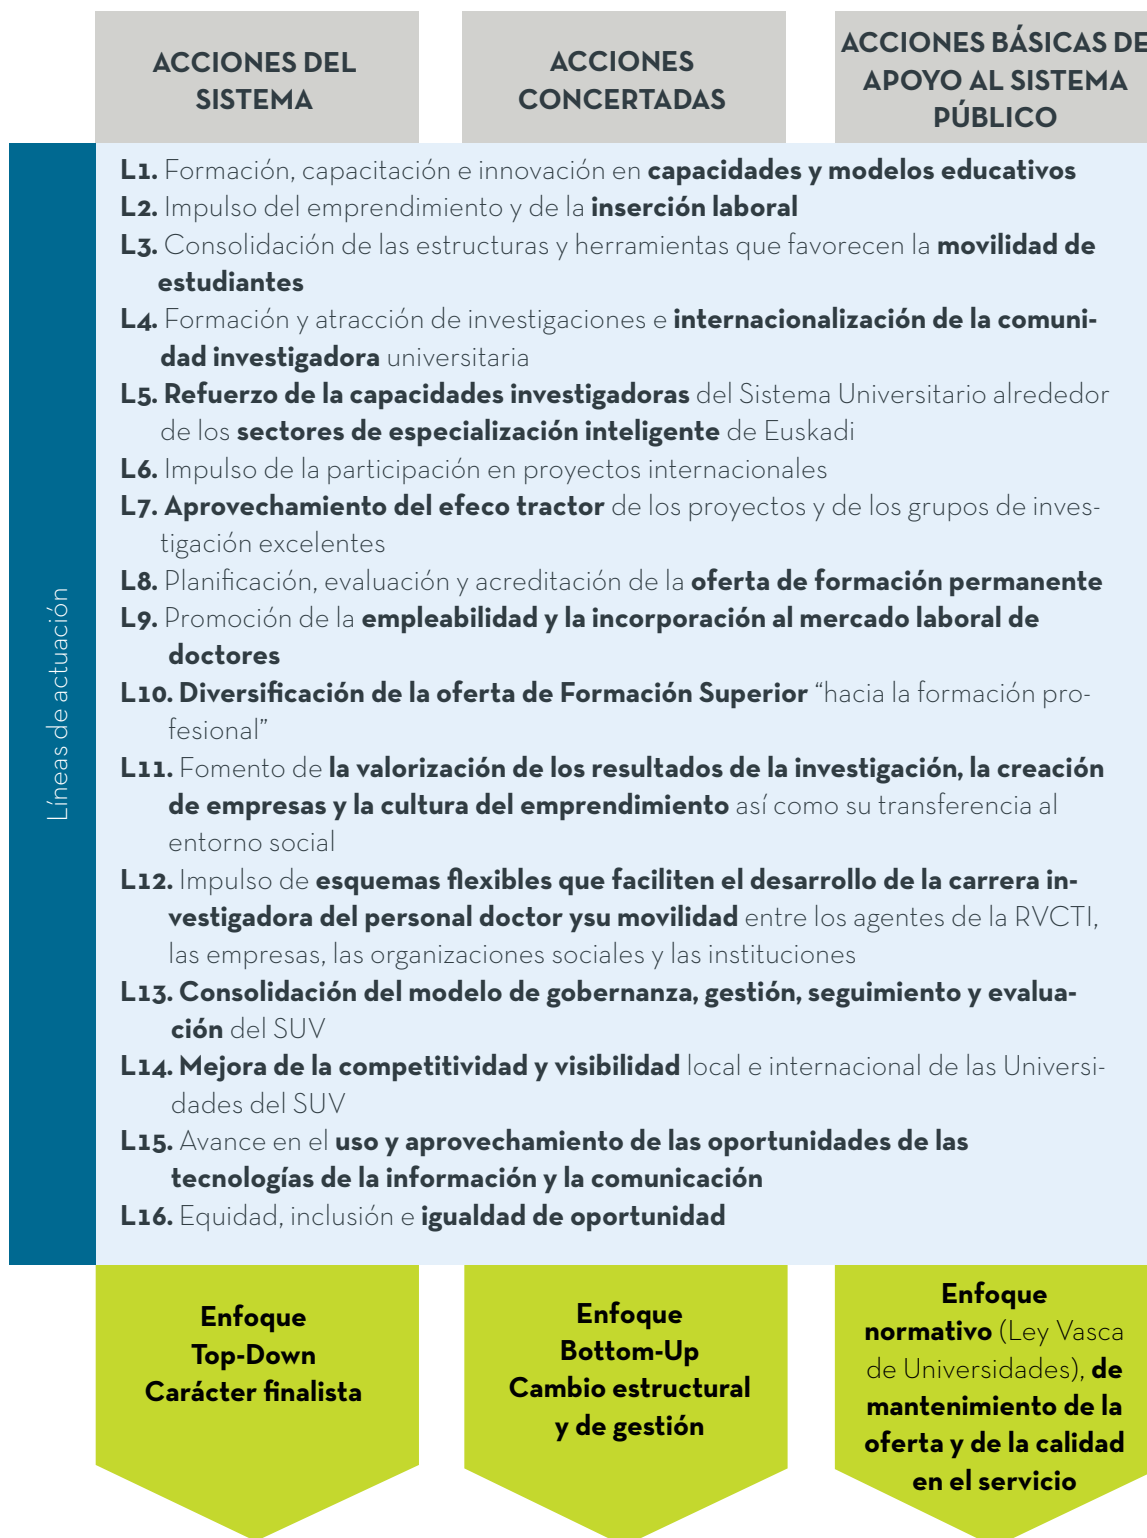 ACCIONES DEL
SISTEMA
ACCIONES
CONCERTADAS
ACCIONES BÁSICAS DE
APOYO AL SISTEMA
PÚBLICO
Líneas de actuación
L1. Formación, capacitación e innovación en capacidades y modelos educativos
L2. Impulso del emprendimiento y de la inserción laboral
L3. Consolidación de las estructuras y herramientas que favorecen la movilidad de
estudiantes
L4. Formación y atracción de investigaciones e internacionalización de la comuni-
dad investigadora universitaria
L5. Refuerzo de la capacidades investigadoras del Sistema Universitario alrededor
de los sectores de especialización inteligente de Euskadi
L6. Impulso de la participación en proyectos internacionales
L7. Aprovechamiento del efeco tractor de los proyectos y de los grupos de inves-
tigación excelentes
L8. Planificación, evaluación y acreditación de la oferta de formación permanente
L9. Promoción de la empleabilidad y la incorporación al mercado laboral de
doctores
L10. Diversificación de la oferta de Formación Superior “hacia la formación pro-
fesional”
L11. Fomento de la valorización de los resultados de la investigación, la creación
de empresas y la cultura del emprendimiento así como su transferencia al
entorno social
L12. Impulso de esquemas flexibles que faciliten el desarrollo de la carrera in-
vestigadora del personal doctor ysu movilidad entre los agentes de la RVCTI,
las empresas, las organizaciones sociales y las instituciones
L13. Consolidación del modelo de gobernanza, gestión, seguimiento y evalua-
ción del SUV
L14. Mejora de la competitividad y visibilidad local e internacional de las Universi-
dades del SUV
L15. Avance en el uso y aprovechamiento de las oportunidades de las
tecnologías de la información y la comunicación
L16. Equidad, inclusión e igualdad de oportunidad
Enfoque
Top-Down
Carácter finalista
Enfoque
Bottom-Up
Cambio estructural
y de gestión
Enfoque
normativo (Ley Vasca
de Universidades), de
mantenimiento de la
oferta y de la calidad
en el servicio